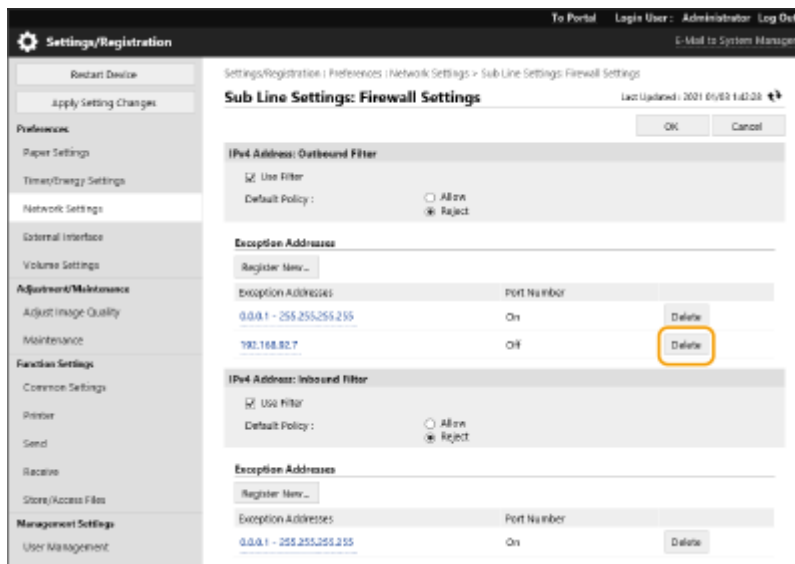 To Portal Login User : Administrator Log Out
Settings/Registration
E-Mail to System Manager
Restart Device
Apply Setting Changes
Preferences
Paper Settings
Timer/Energy Settings
Network Settings
External Interface
Volume Settings
Adjustment/Maintenance
Adjust Image Quality
Maintenance
Function Settings
Common Settings
Printer
Send
Receive
Store/Access Files
Management Settings
User Management
Settings/Registration : Preferences : Network Settings > Sub Line Settings: Firewall Settings
Sub Line Settings: Firewall Settings
Last Updated : 2021 01/03
OK Cancel
IPv4 Address: Outbound Filter
Use Filter
Default Policy :
Allow
Reject
Exception Addresses
Register New...
Exception Addresses Port Number
0.0.0.1 - 255.255.255.255 On Delete
192.168.92.7 Off Delete
IPv4 Address: Inbound Filter
Use Filter
Default Policy :
Allow
Reject
Exception Addresses
Register New...
Exception Addresses Port Number
0.0.0.1 - 255.255.255.255 On Delete